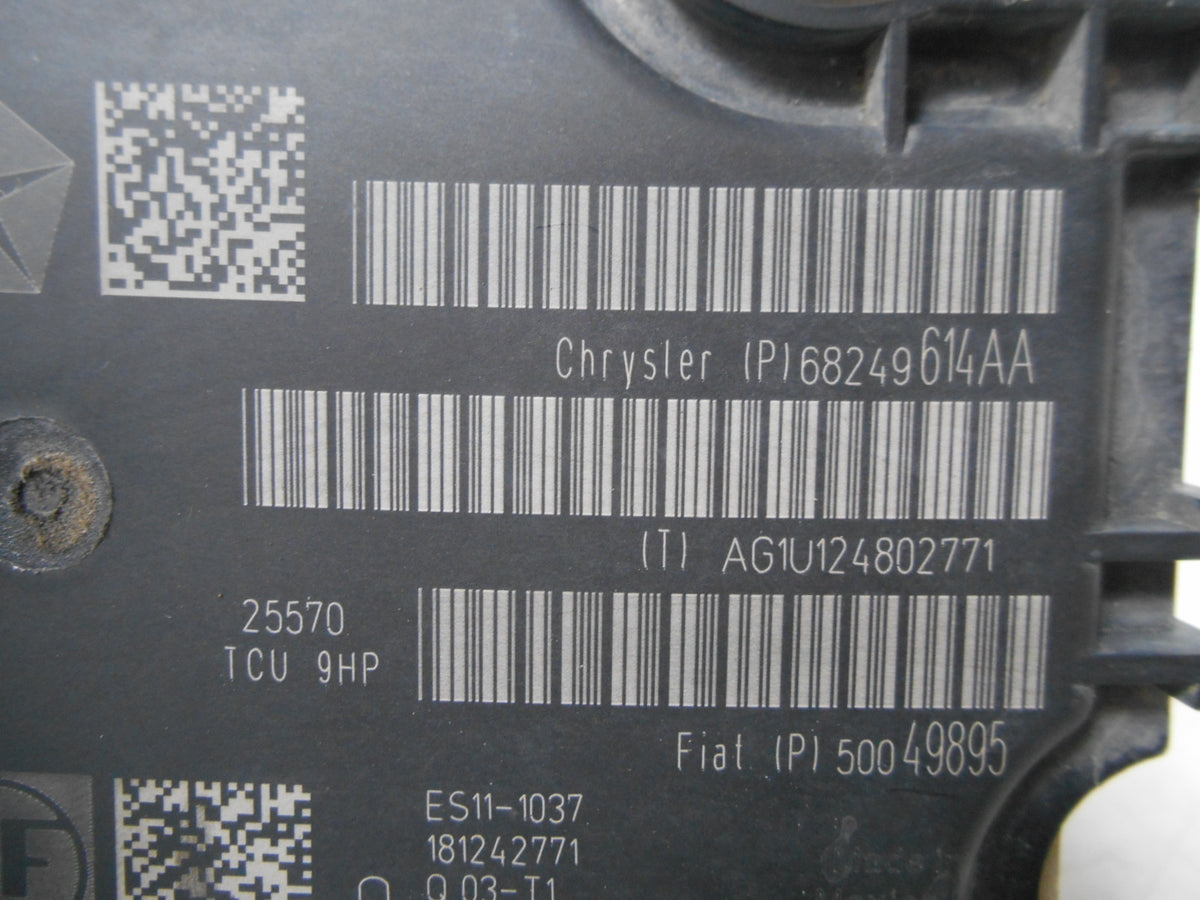 Chrysler (P)68249614AA
(T) AG1U124802771
25570
TCU 9HP
Fiat (P)50049895
ES11-1037
181242771
Q 03-T1
F